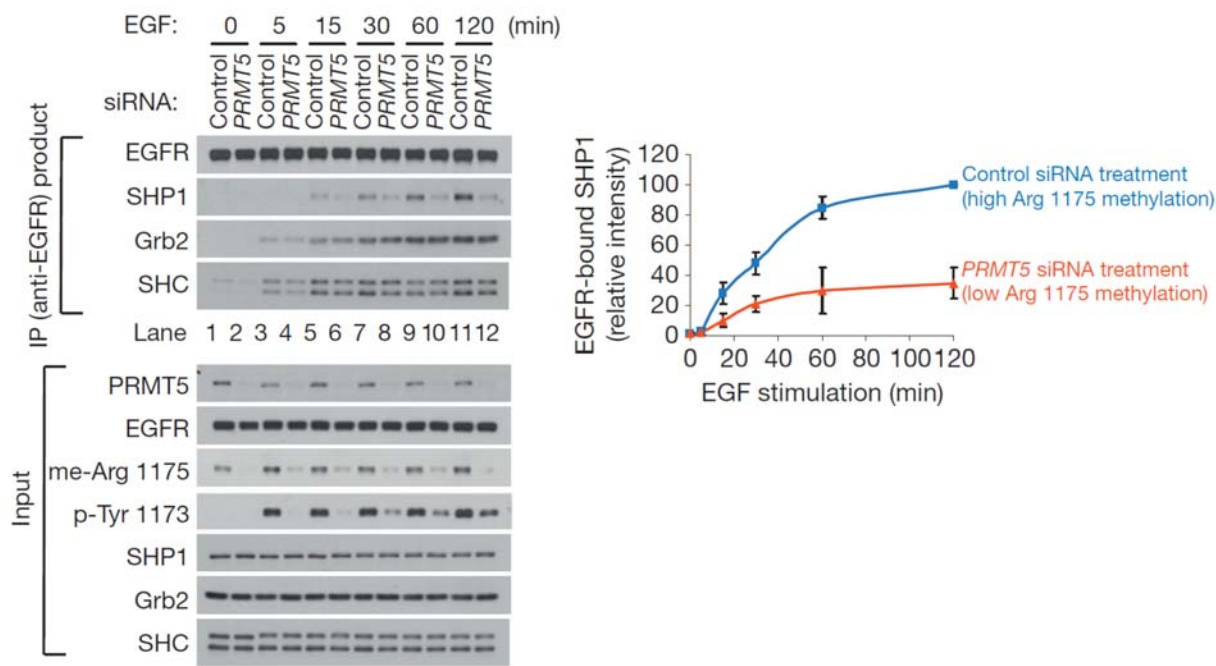 EGF: 0 5 15 30 60 120 (min)
siRNA: Control PRMT5 Control PRMT5 Control PRMT5 Control PRMT5 Control PRMT5 Control PRMT5
IP (anti-EGFR) product
EGFR
SHP1
Grb2
SHC
Lane 1 2 3 4 5 6 7 8 9 10 11 12
Input
PRMT5
EGFR
me-Arg 1175
p-Tyr 1173
SHP1
Grb2
SHC
EGFR-bound SHP1
(relative intensity)
120
100
80
60
40
20
0
0 20 40 60 80 100 120
EGF stimulation (min)
Control siRNA treatment
(high Arg 1175 methylation)
PRMT5 siRNA treatment
(low Arg 1175 methylation)